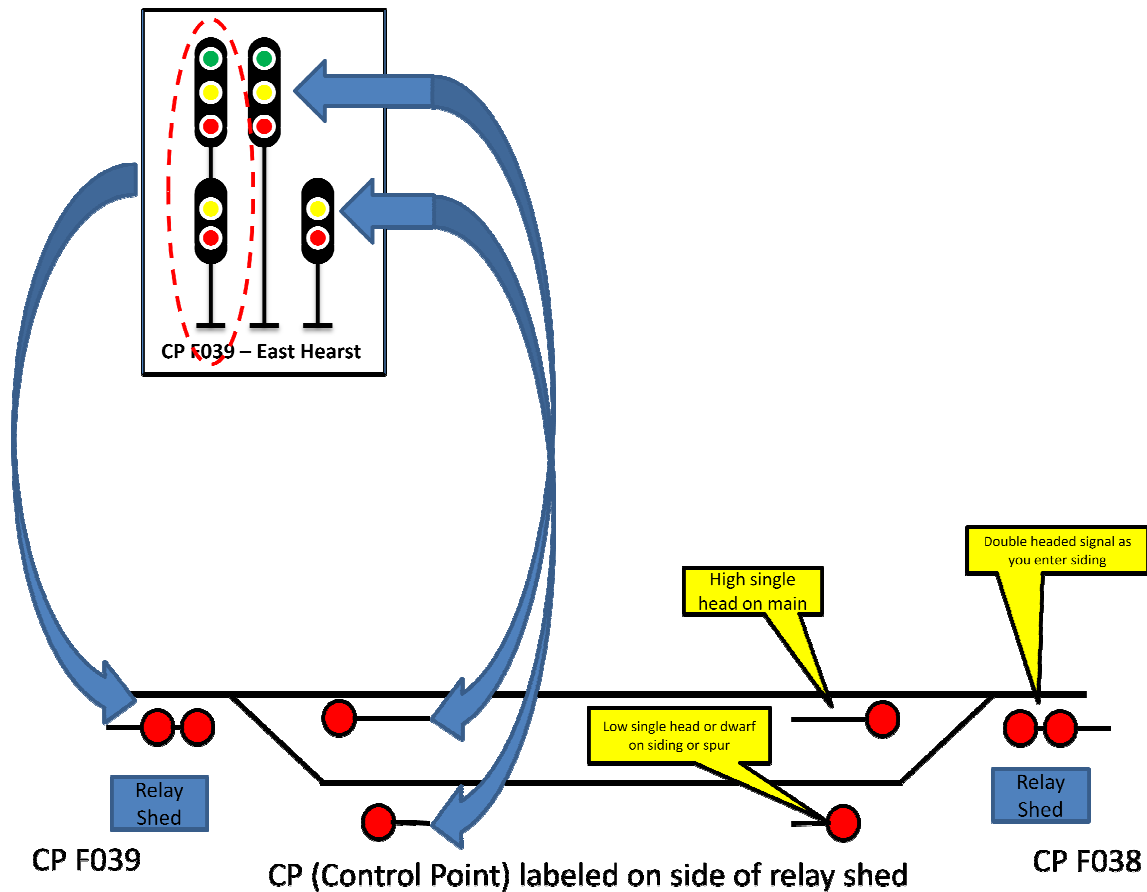 CP F039 – East Hearst
Double headed signal as
you enter siding
High single
head on main
Low single head or dwarf
on siding or spur
Relay
Shed
Relay
Shed
CP F039
CP (Control Point) labeled on side of relay shed
CP F038